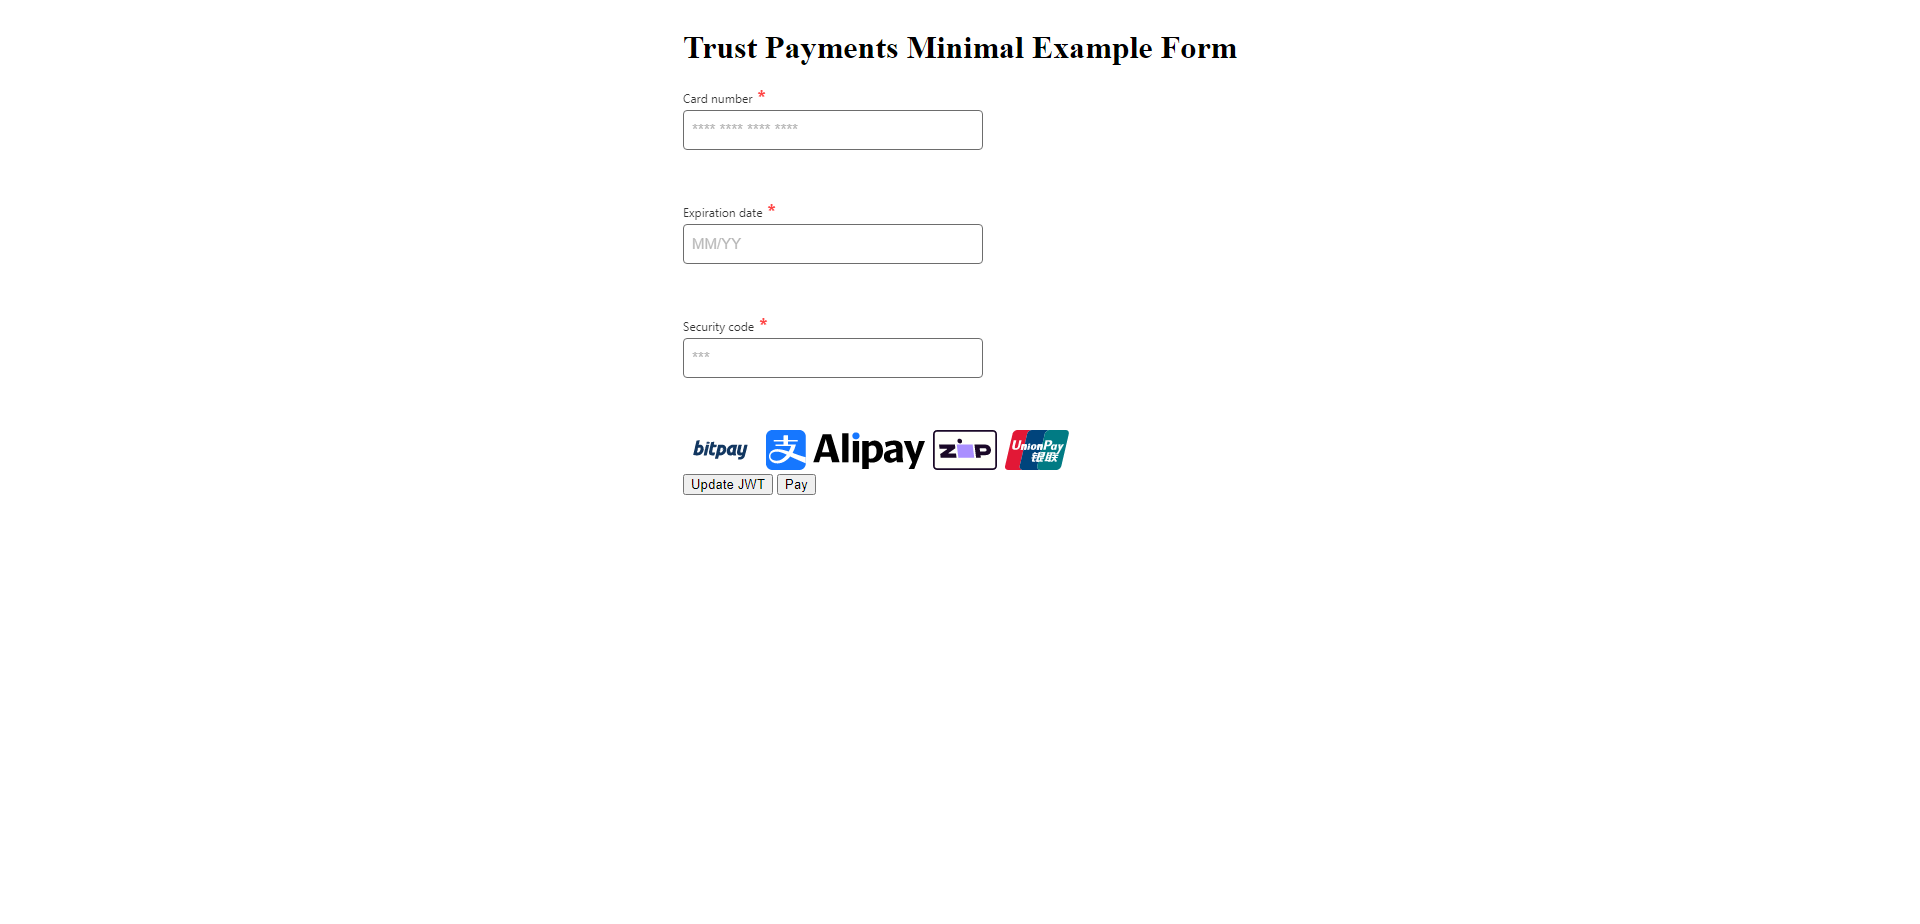 Trust Payments Minimal Example Form
Card number *
**** **** **** ****
Expiration date *
MM/YY
Security code *
***
bitpay 支 Alipay zip UnionPay 银联
Update JWT Pay